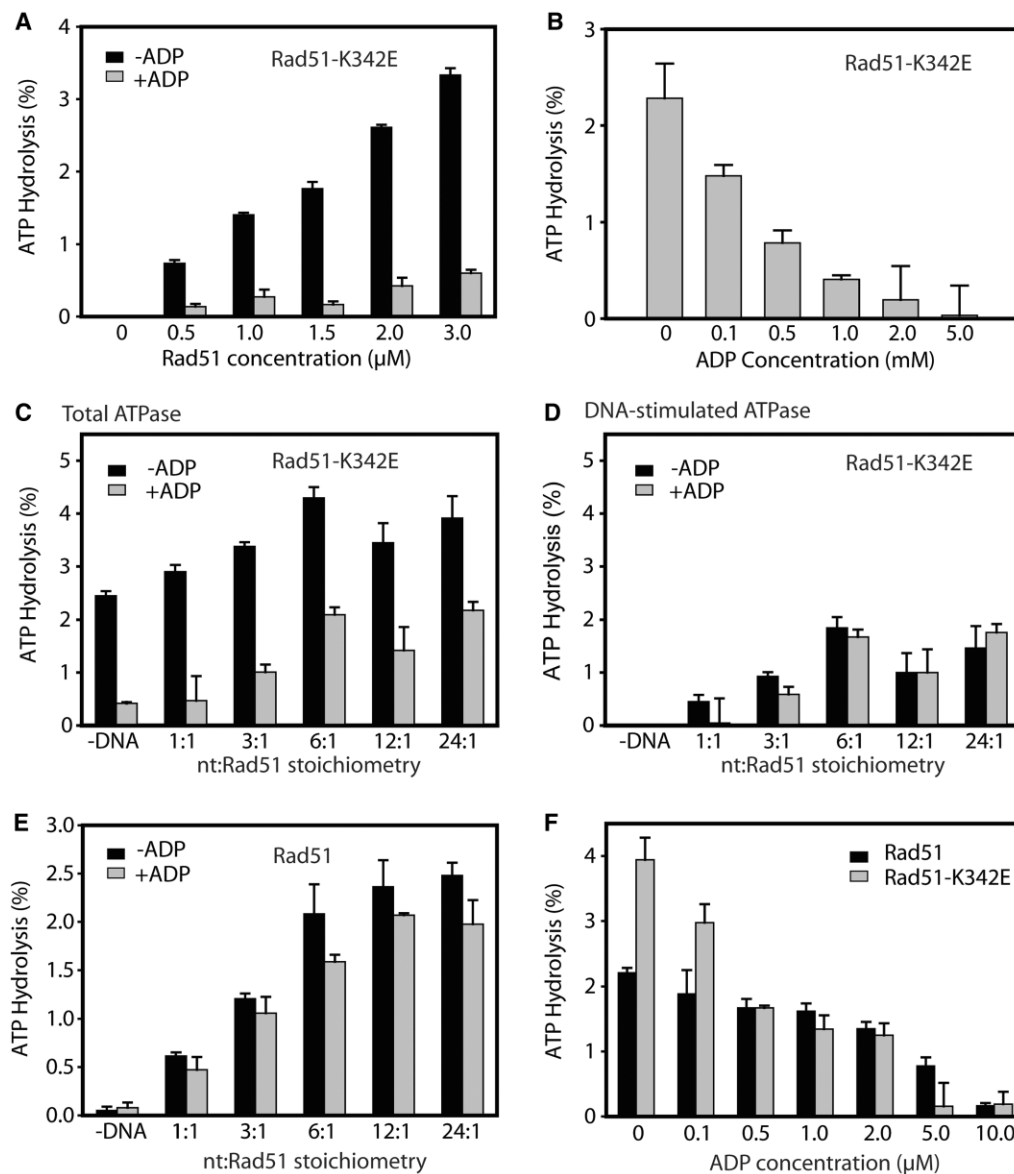 A
ATP Hydrolysis (%)
4
3
2
1
0
-ADP
+ADP
Rad51-K342E
0 0.5 1.0 1.5 2.0 3.0
Rad51 concentration (µM)
B
ATP Hydrolysis (%)
3
2
1
0
Rad51-K342E
0 0.1 0.5 1.0 2.0 5.0
ADP Concentration (mM)
C Total ATPase
ATP Hydrolysis (%)
5
4
3
2
1
0
-ADP
+ADP
Rad51-K342E
-DNA 1:1 3:1 6:1 12:1 24:1
nt:Rad51 stoichiometry
D DNA-stimulated ATPase
ATP Hydrolysis (%)
5
4
3
2
1
0
-ADP
+ADP
Rad51-K342E
-DNA 1:1 3:1 6:1 12:1 24:1
nt:Rad51 stoichiometry
E
ATP Hydrolysis (%)
3.0
2.5
2.0
1.5
1.0
0.5
0.0
-ADP
+ADP
Rad51
-DNA 1:1 3:1 6:1 12:1 24:1
nt:Rad51 stoichiometry
F
ATP Hydrolysis (%)
4
3
2
1
0
Rad51
Rad51-K342E
0 0.1 0.5 1.0 2.0 5.0 10.0
ADP concentration (µM)